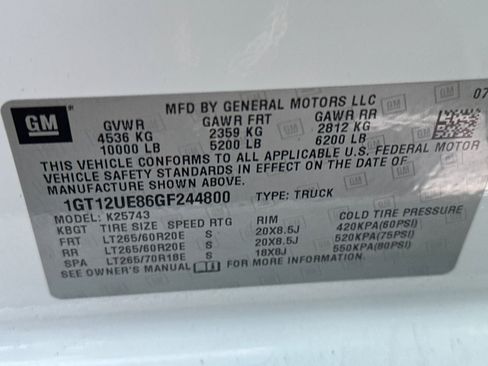 GM
MFD BY GENERAL MOTORS LLC
07
GVWR GAWR FRT GAWR RR
4536 KG 2359 KG 2812 KG
10000 LB 5200 LB 6200 LB
THIS VEHICLE CONFORMS TO ALL APPLICABLE U.S. FEDERAL MOTOR
VEHICLE SAFETY STANDARDS IN EFFECT ON THE DATE OF
MANUFACTURE SHOWN ABOVE.
1GT12UE86GF244800 TYPE: TRUCK
MODEL: K25743
KBGT TIRE SIZE SPEED RTG RIM COLD TIRE PRESSURE
FRT LT265/60R20E S 20X8.5J 420KPA(60PSI)
RR LT265/60R20E S 20X8.5J 520KPA(75PSI)
SPA LT265/70R18E S 18X8J 550KPA(80PSI)
SEE OWNER'S MANUAL FOR MORE INFORMATION.